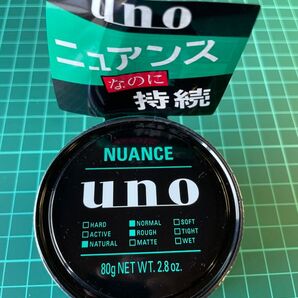 uno
ニュアンス
なのに
持続
NUANCE
uno
□HARD ■NORMAL □SOFT
□ACTIVE ■ROUGH □TIGHT
■NATURAL □MATTE □WET
80g NET WT. 2.8 oz.